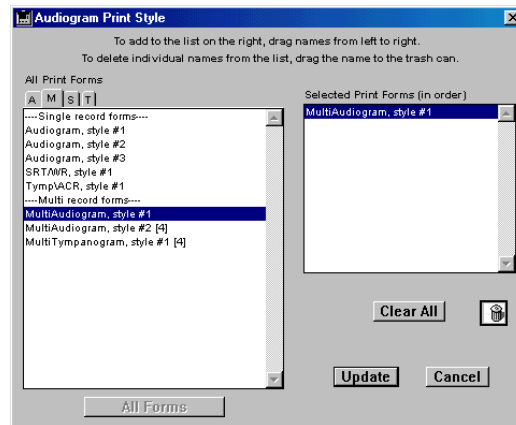 Audiogram Print Style
To add to the list on the right, drag names from left to right.
To delete individual names from the list, drag the name to the trash can.
All Print Forms
A M S T
----Single record forms----
Audiogram, style #1
Audiogram, style #2
Audiogram, style #3
SRT/WR, style #1
Tymp\ACR, style #1
----Multi record forms----
MultiAudiogram, style #1
MultiAudiogram, style #2 [4]
MultiTympanogram, style #1 [4]
All Forms
Selected Print Forms (in order)
MultiAudiogram, style #1
Clear All
Update Cancel